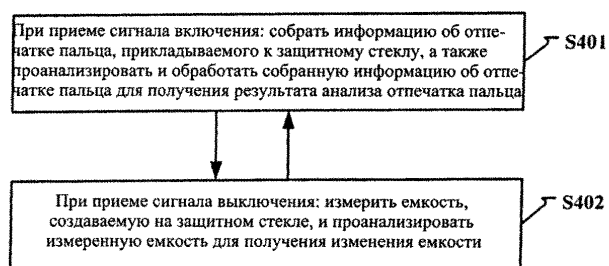 При приеме сигнала включения: собрать информацию об отпе-
чатке пальца, прикладываемого к защитному стеклу, а также
проанализировать и обработать собранную информацию об отпе-
чатке пальца для получения результата анализа отпечатка пальца
S401
При приеме сигнала выключения: измерить емкость,
создаваемую на защитном стекле, и проанализировать
измеренную емкость для получения изменения емкости
S402